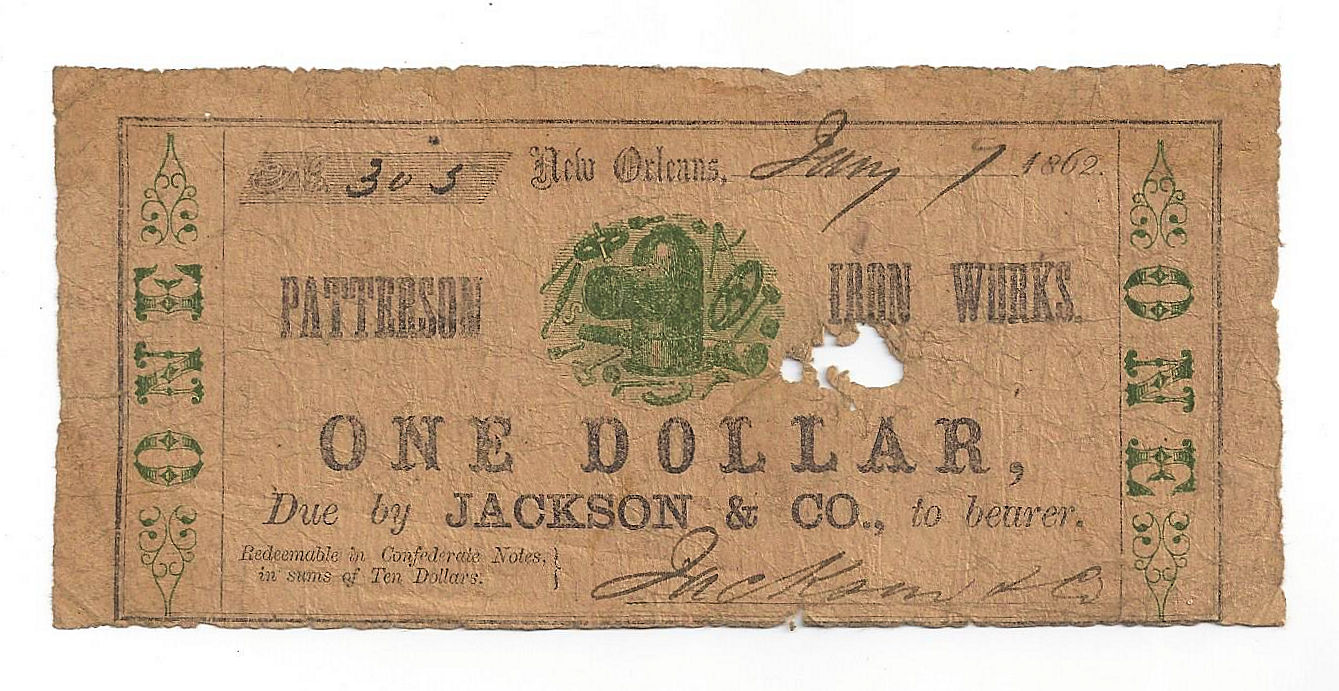 No. 305 New Orleans, Jany 7 1862.
PATTERSON IRON WORKS.
ONE
ONE
ONE DOLLAR,
Due by JACKSON & CO., to bearer.
Redeemable in Confederate Notes,
in sums of Ten Dollars.
Jackson & Co